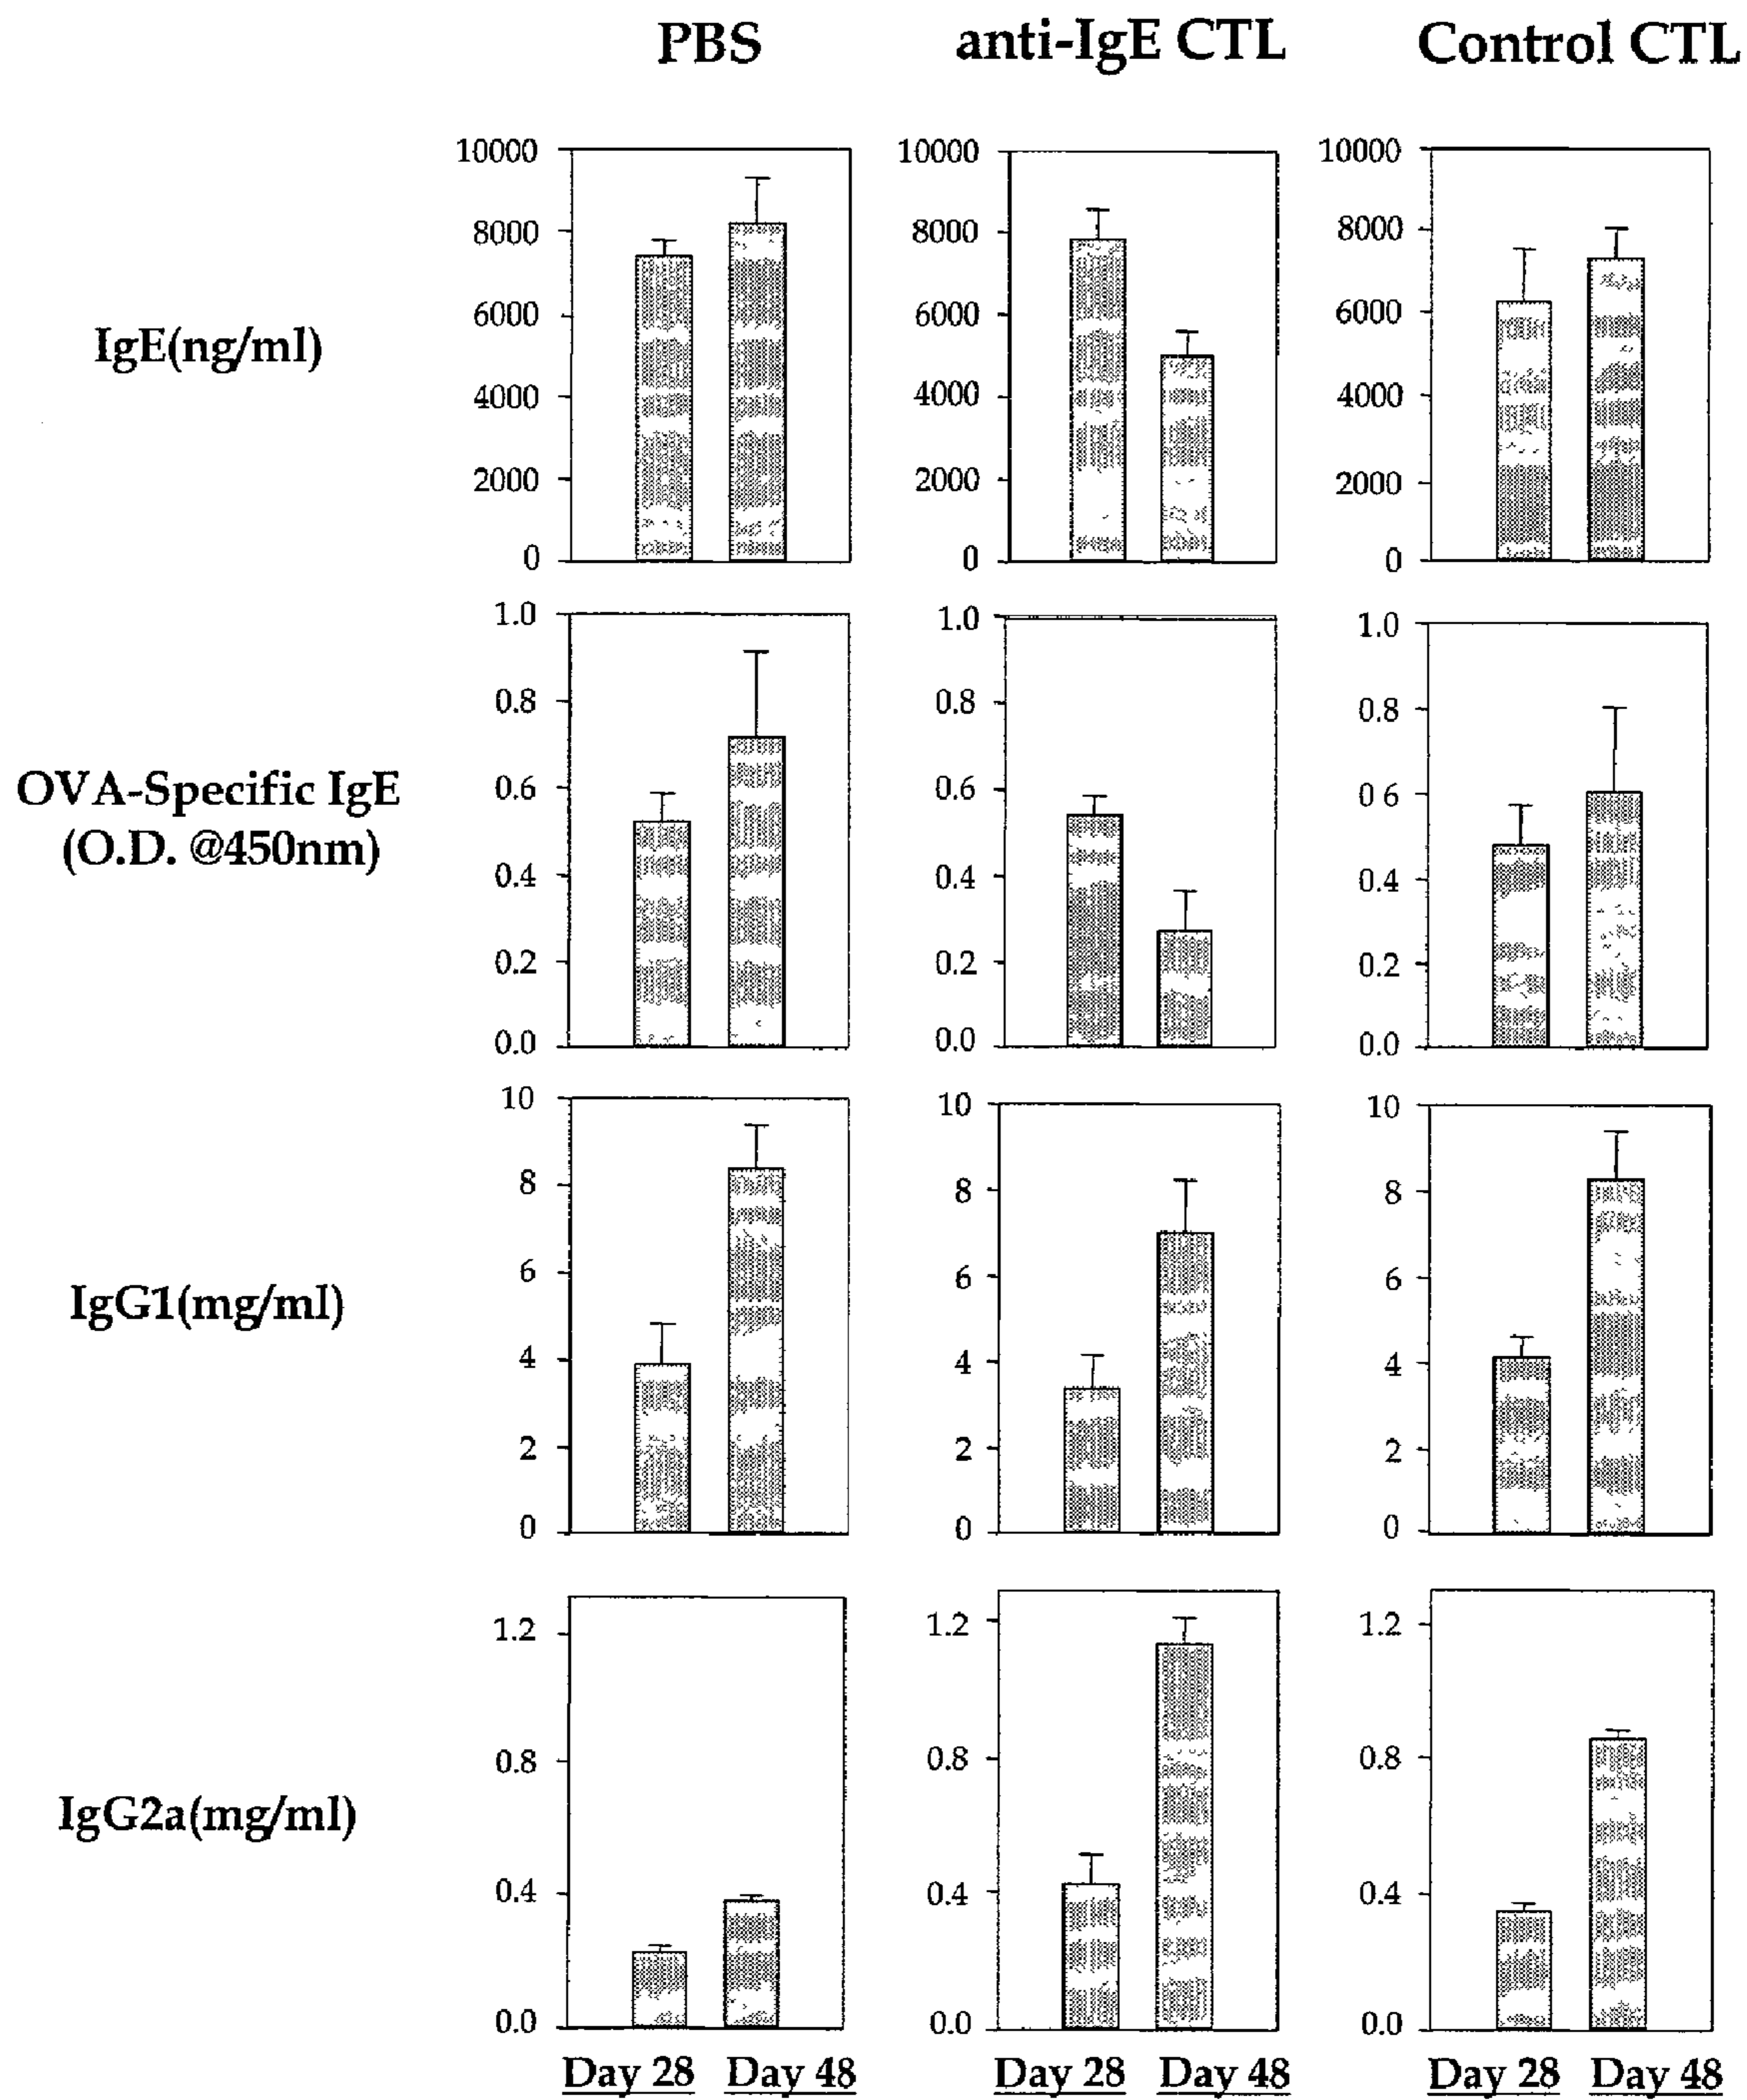 PBS anti-IgE CTL Control CTL
10000 10000 10000
8000 8000 8000
6000 6000 6000
IgE(ng/ml)
4000 4000 4000
2000 2000 2000
0 0 0
1.0 1.0 1.0
0.8 0.8 0.8
0.6 0.6 0 6
OVA-Specific IgE
(O.D. @450nm)
0.4 0.4 0.4
0.2 0.2 0.2
0.0 0.0 0.0
10 10 10
8 8 8
6 6 6
IgG1(mg/ml)
4 4 4
2 2 2
0 0 0
1.2 1.2 1.2
0.8 0.8 0.8
IgG2a(mg/ml)
0.4 0.4 0.4
0.0 0.0 0.0
Day 28 Day 48 Day 28 Day 48 Day 28 Day 48